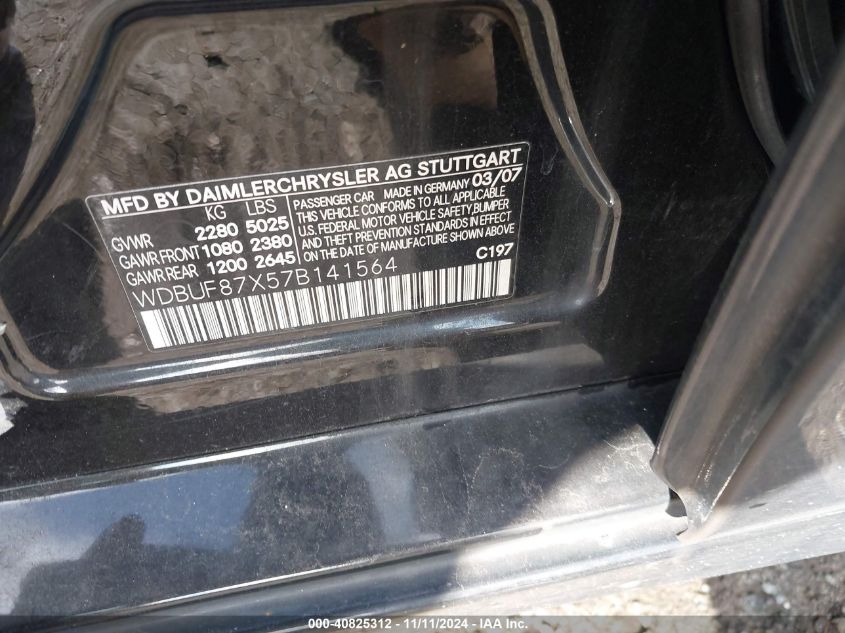 MFD BY DAIMLERCHRYSLER AG STUTTGART
KG LBS
GVWR 2280 5025
GAWR FRONT 1080 2380
GAWR REAR 1200 2645
PASSENGER CAR MADE IN GERMANY 03/07
THIS VEHICLE CONFORMS TO ALL APPLICABLE
U.S. FEDERAL MOTOR VEHICLE SAFETY, BUMPER
AND THEFT PREVENTION STANDARDS IN EFFECT
ON THE DATE OF MANUFACTURE SHOWN ABOVE
C197
WDBUF87X57B141564
000-40825312 - 11/11/2024 - IAA Inc.